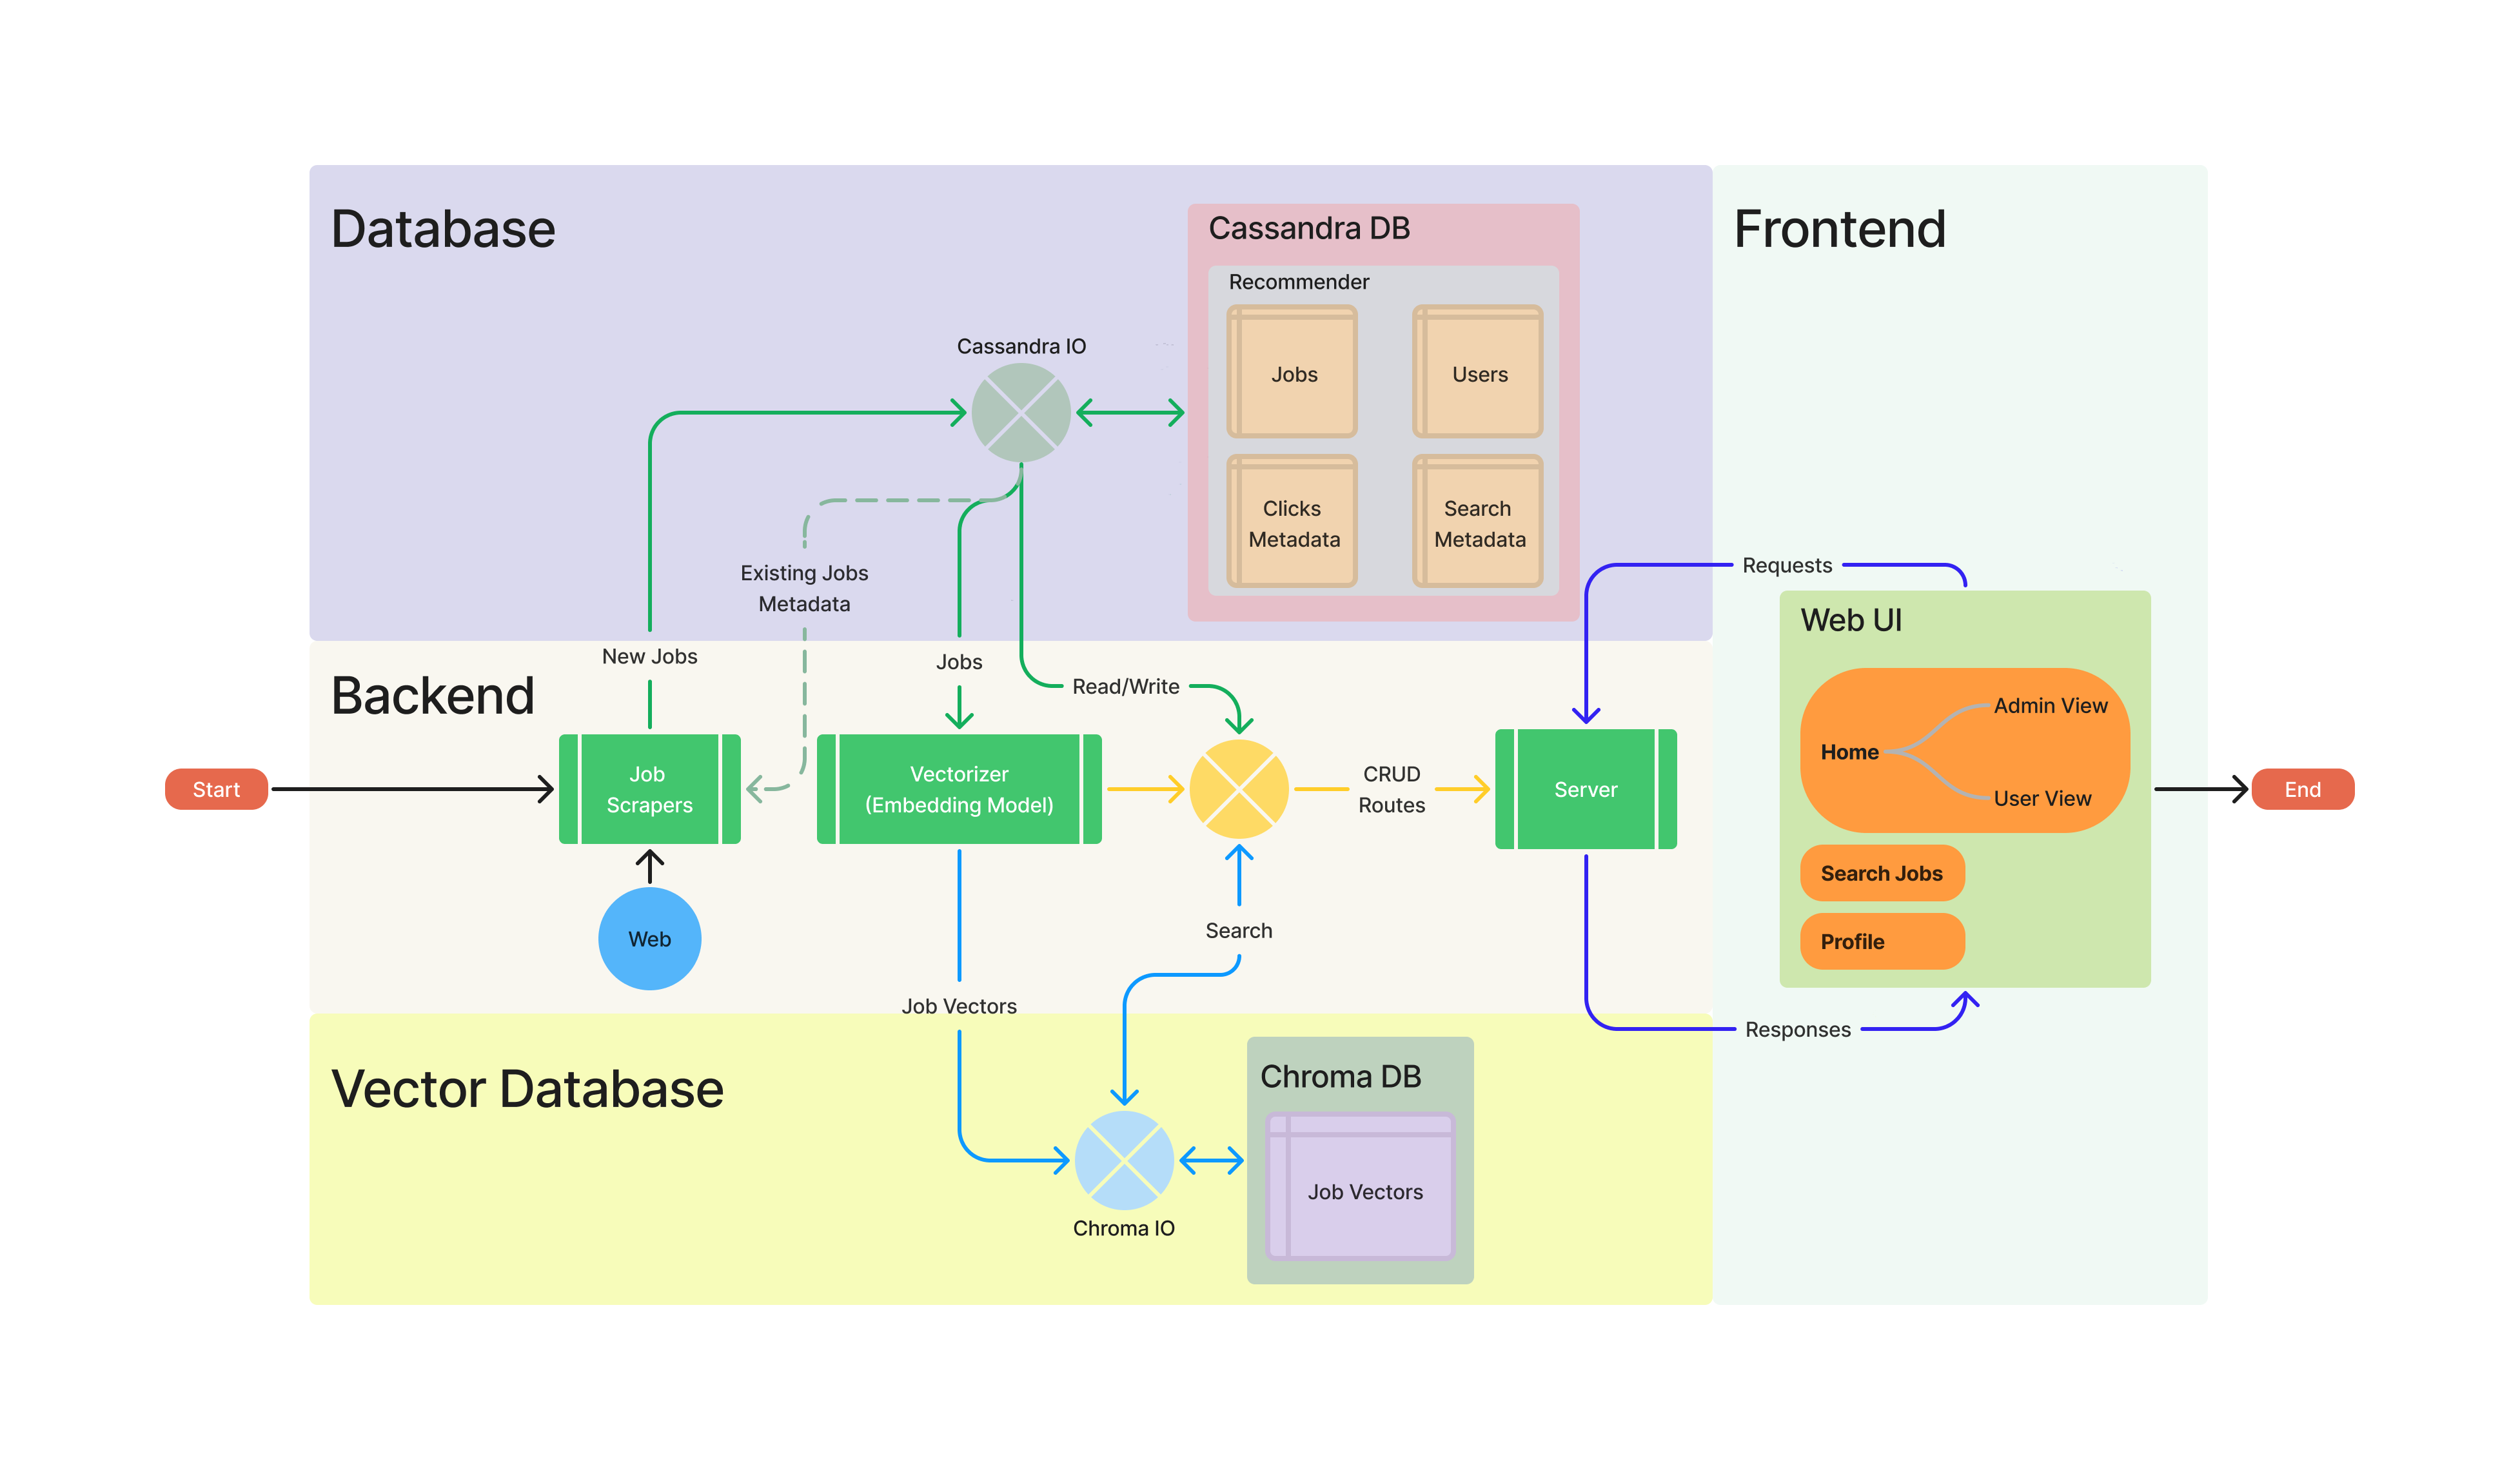 Database
Cassandra DB
Recommender
Jobs
Users
Clicks
Metadata
Search
Metadata
Cassandra IO
Existing Jobs
Metadata
New Jobs
Jobs
Read/Write
Backend
Start
Job
Scrapers
Vectorizer
(Embedding Model)
CRUD
Routes
Server
Web
Search
Job Vectors
Vector Database
Chroma DB
Job Vectors
Chroma IO
Frontend
Requests
Web UI
Admin View
Home
User View
Search Jobs
Profile
Responses
End